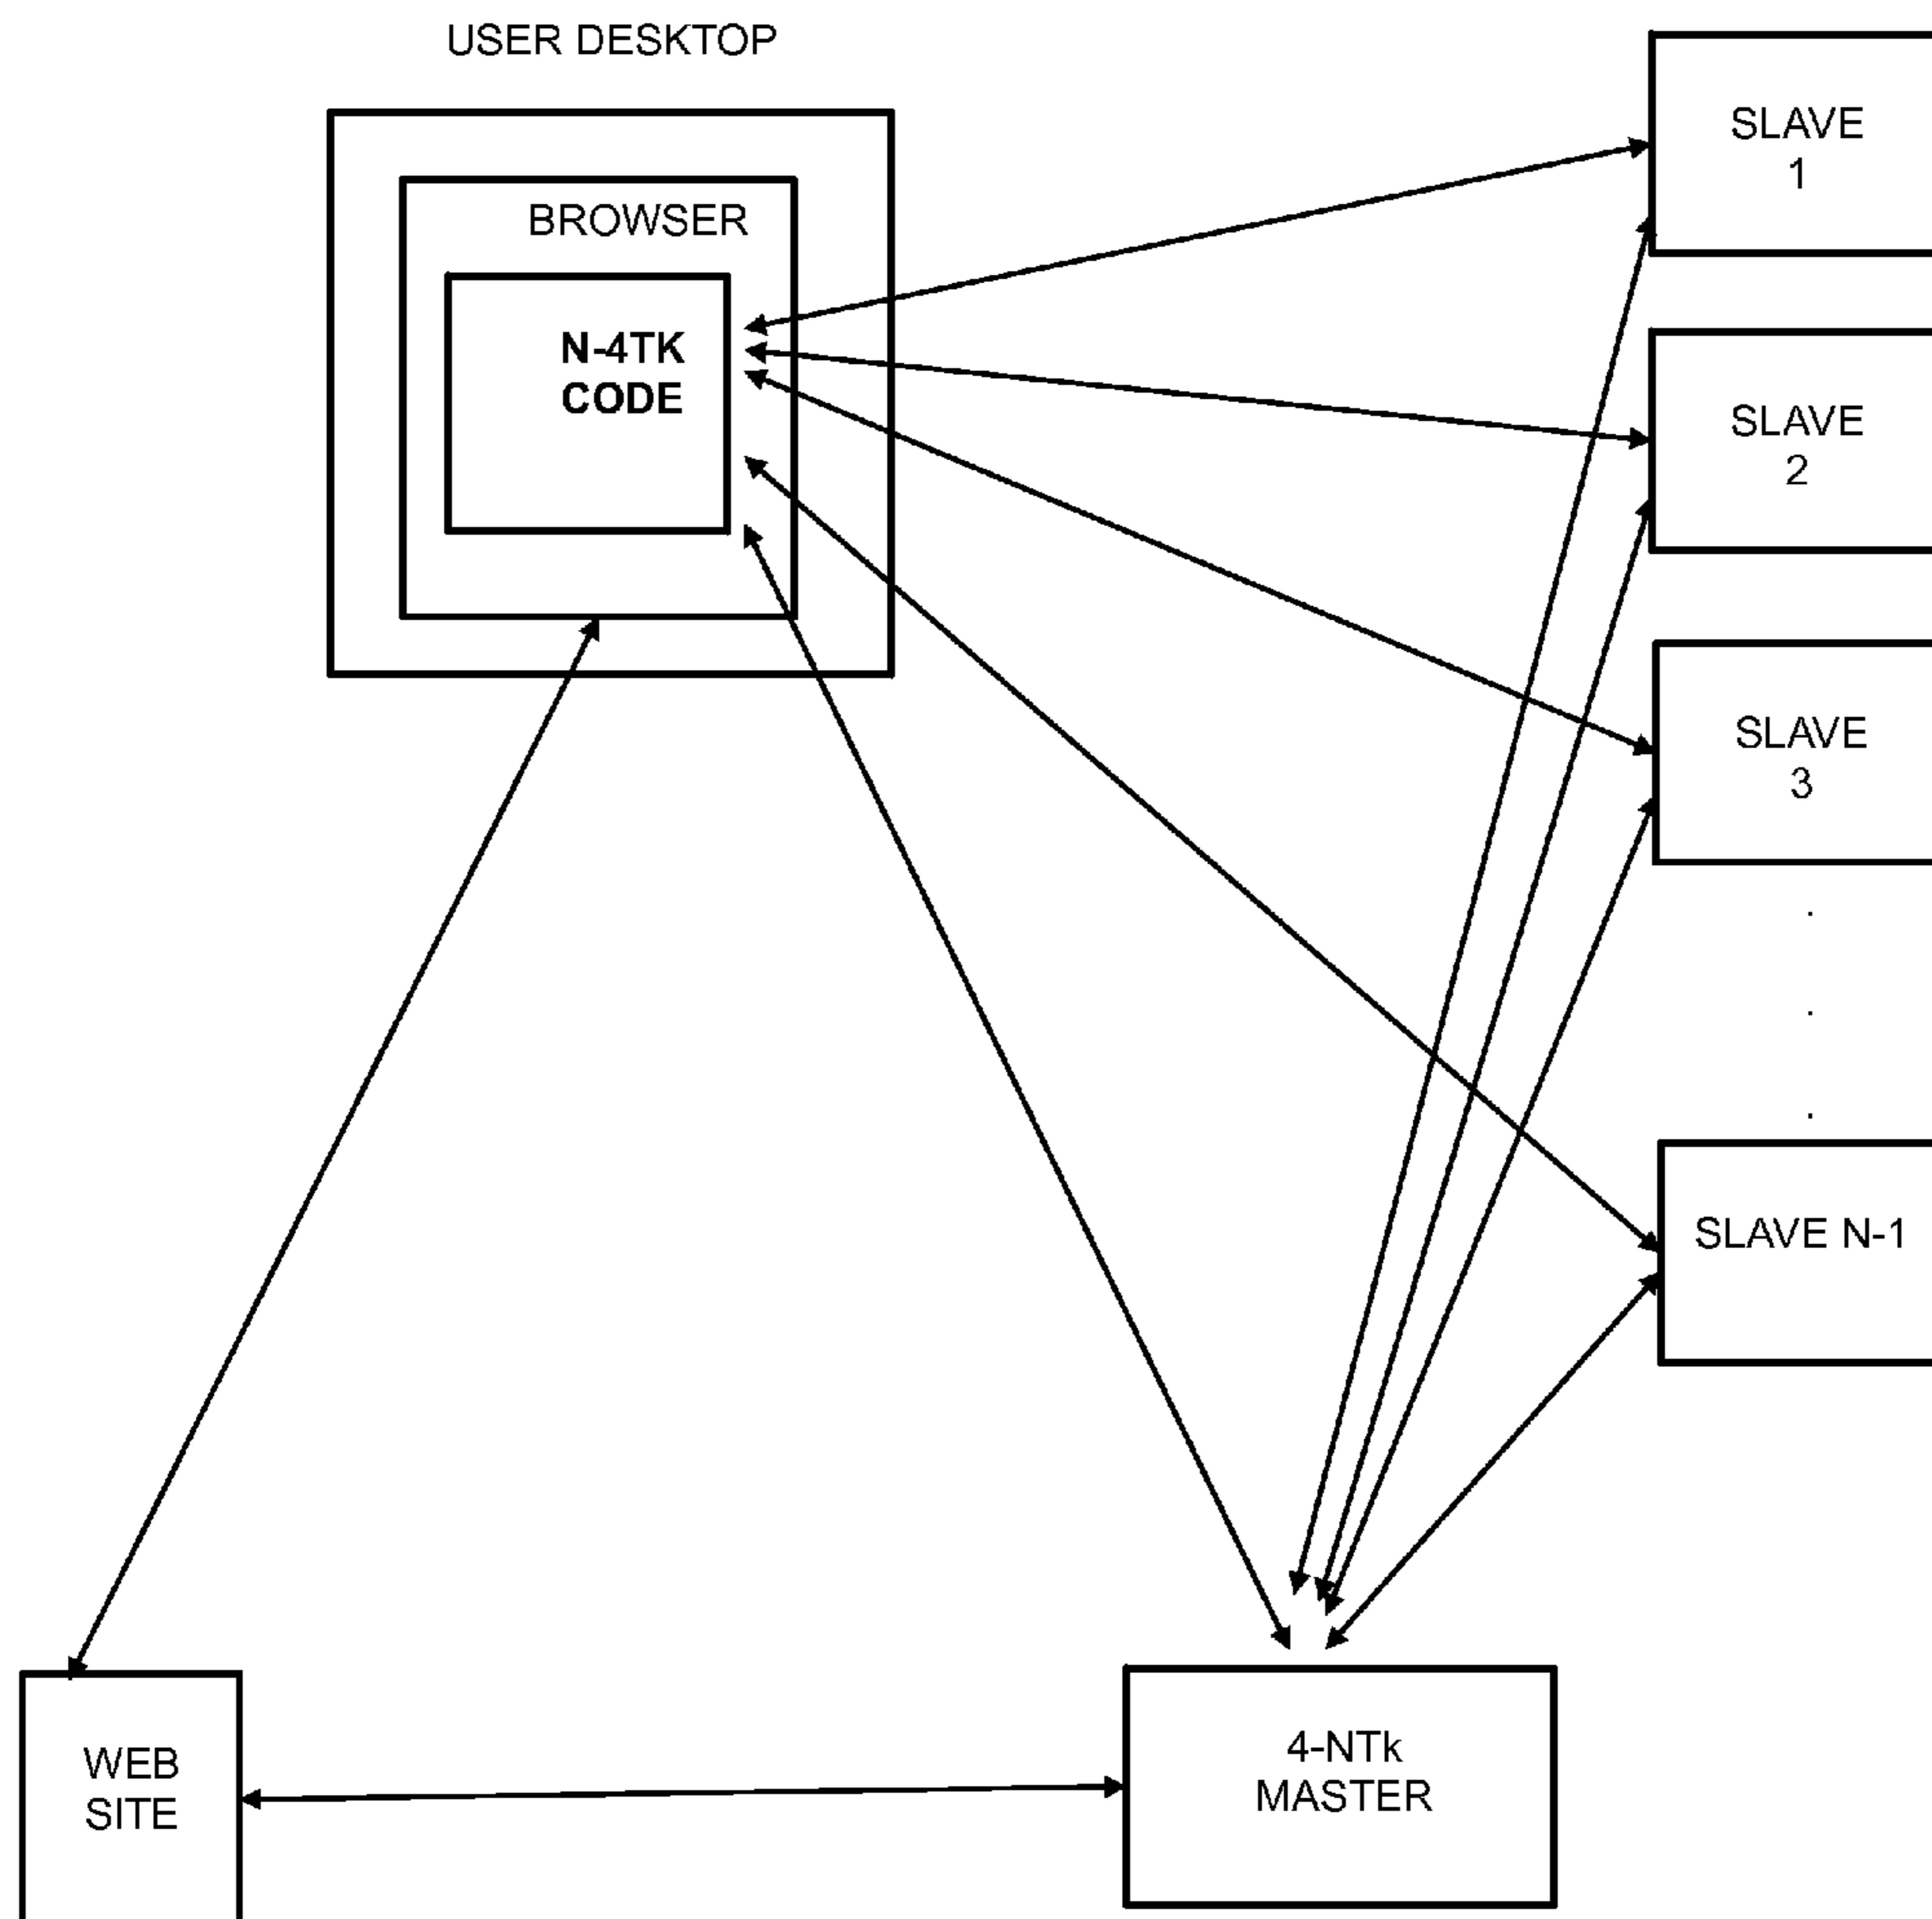 USER DESKTOP
BROWSER
N-4TK
CODE
SLAVE
1
SLAVE
2
SLAVE
3
.
.
.
SLAVE N-1
WEB
SITE
4-NTk
MASTER